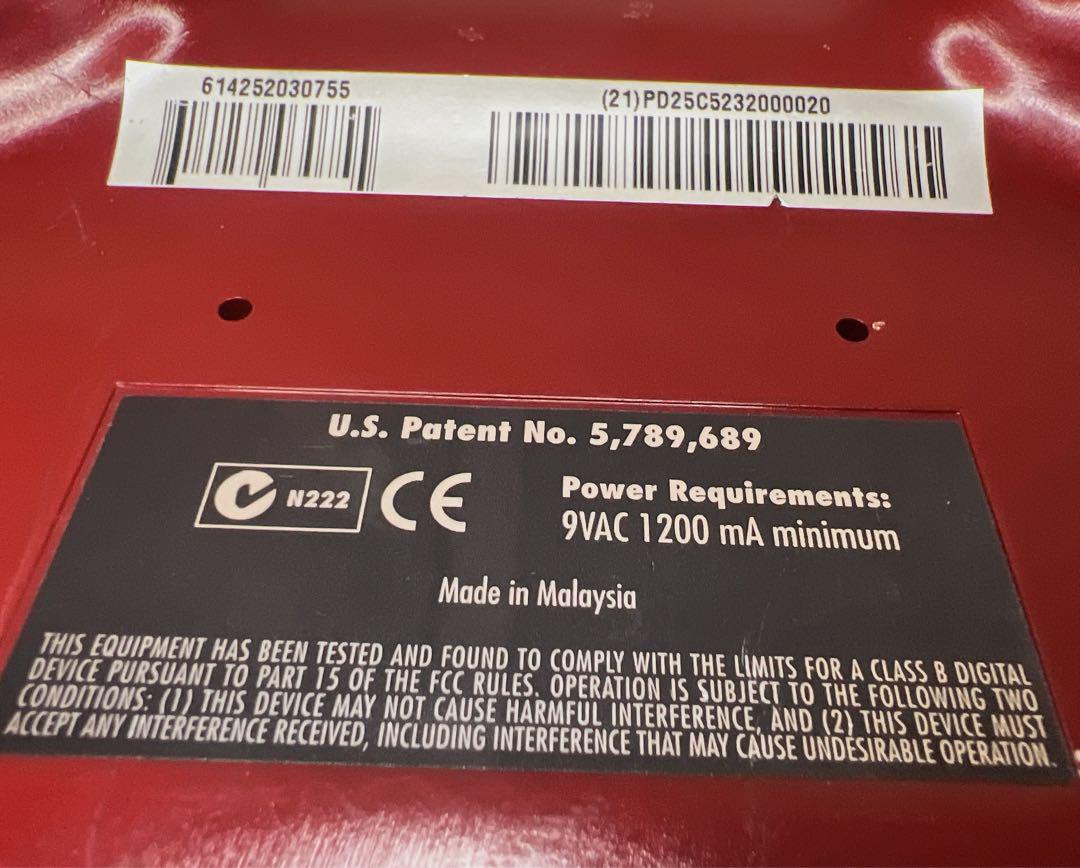 614252030755
(21)PD25C5232000020
U.S. Patent No. 5,789,689
N222 CE
Power Requirements:
9VAC 1200 mA minimum
Made in Malaysia
THIS EQUIPMENT HAS BEEN TESTED AND FOUND TO COMPLY WITH THE LIMITS FOR A CLASS B DIGITAL
DEVICE PURSUANT TO PART 15 OF THE FCC RULES. OPERATION IS SUBJECT TO THE FOLLOWING TWO
CONDITIONS: (1) THIS DEVICE MAY NOT CAUSE HARMFUL INTERFERENCE, AND (2) THIS DEVICE MUST
ACCEPT ANY INTERFERENCE RECEIVED, INCLUDING INTERFERENCE THAT MAY CAUSE UNDESIRABLE OPERATION.